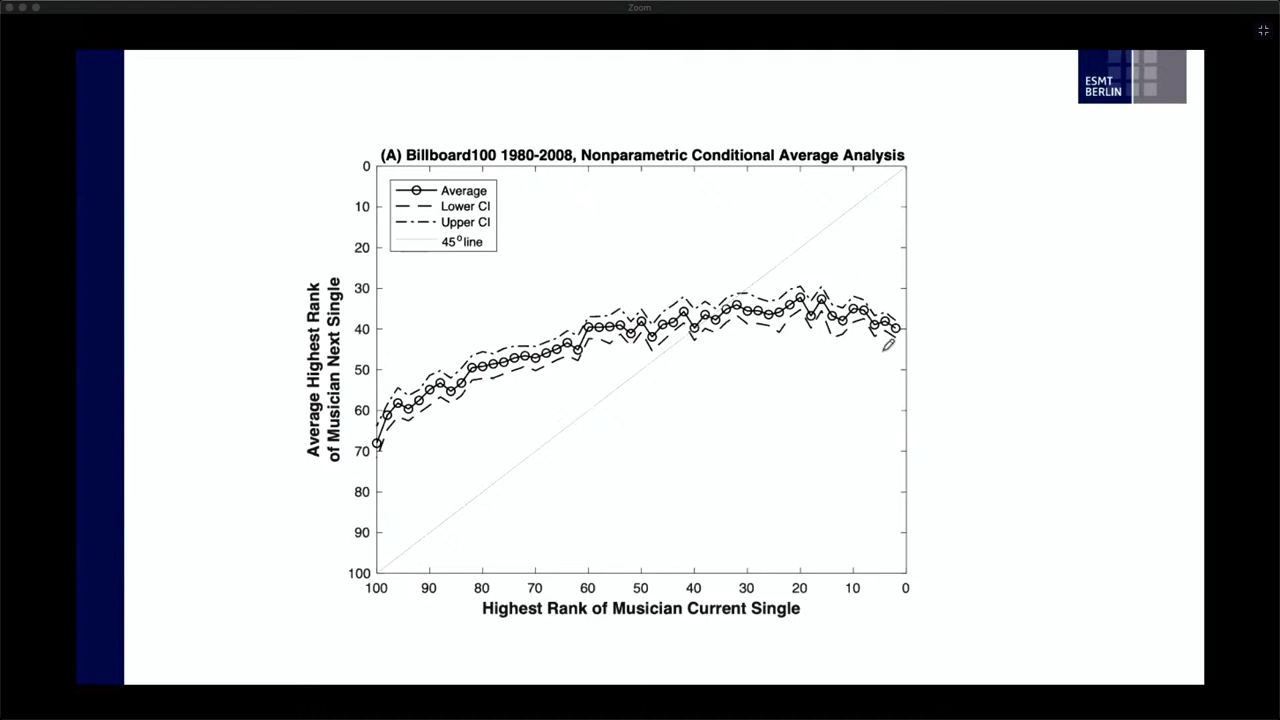 Zoom
ESMT
BERLIN
(A) Billboard100 1980-2008, Nonparametric Conditional Average Analysis
Average
Lower CI
Upper CI
45° line
Average Highest Rank
of Musician Next Single
0
10
20
30
40
50
60
70
80
90
100
100 90 80 70 60 50 40 30 20 10 0
Highest Rank of Musician Current Single